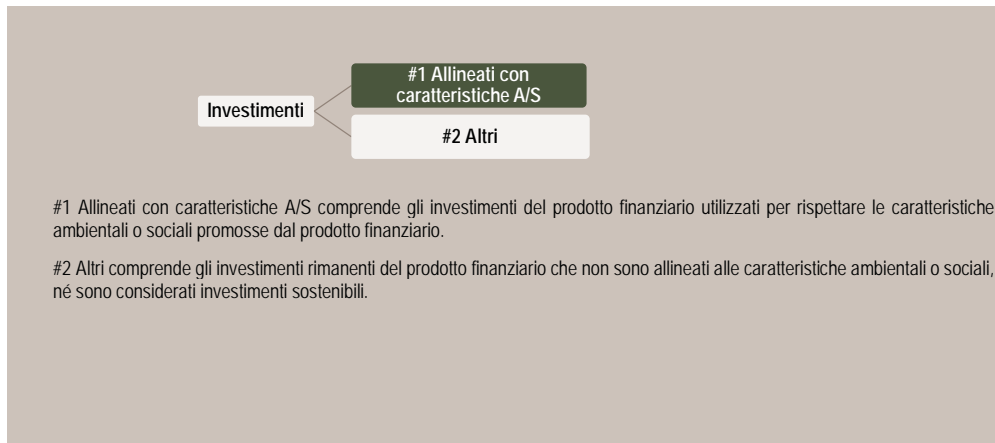 #1 Allineati con
caratteristiche A/S
Investimenti
#2 Altri
#1 Allineati con caratteristiche A/S comprende gli investimenti del prodotto finanziario utilizzati per rispettare le caratteristiche
ambientali o sociali promosse dal prodotto finanziario.
#2 Altri comprende gli investimenti rimanenti del prodotto finanziario che non sono allineati alle caratteristiche ambientali o sociali,
né sono considerati investimenti sostenibili.